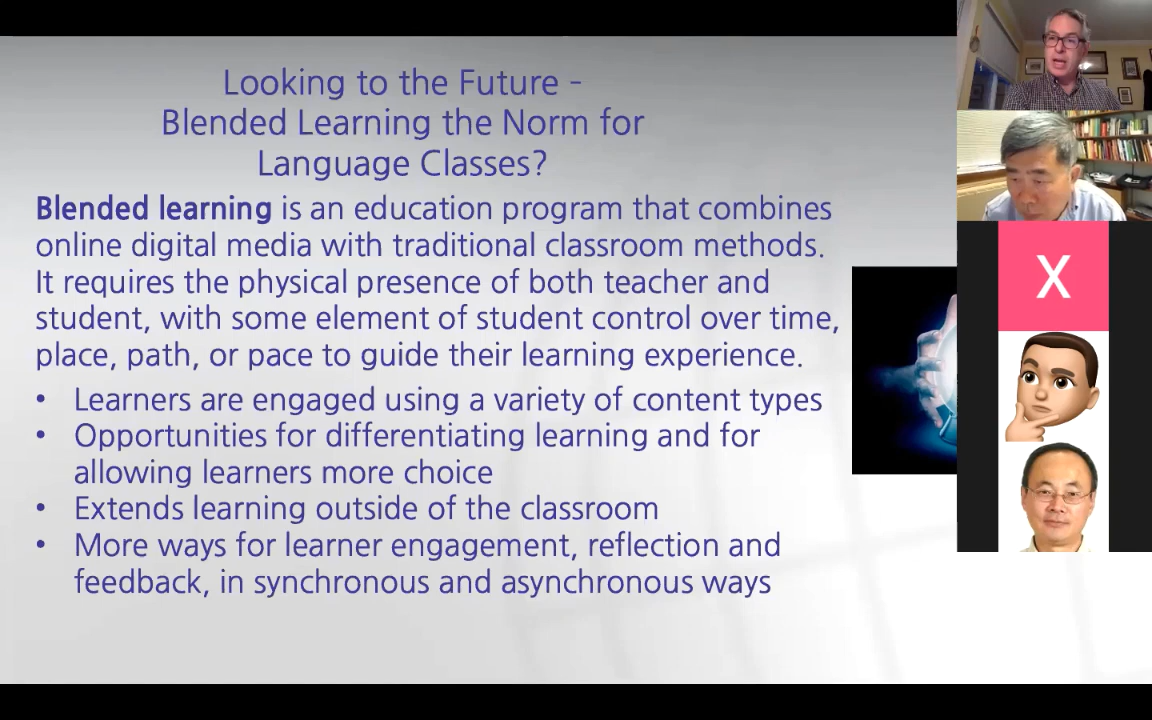 Looking to the Future -
Blended Learning the Norm for
Language Classes?
Blended learning is an education program that combines
online digital media with traditional classroom methods.
It requires the physical presence of both teacher and
student, with some element of student control over time,
place, path, or pace to guide their learning experience.
• Learners are engaged using a variety of content types
• Opportunities for differentiating learning and for
allowing learners more choice
• Extends learning outside of the classroom
• More ways for learner engagement, reflection and
feedback, in synchronous and asynchronous ways
X